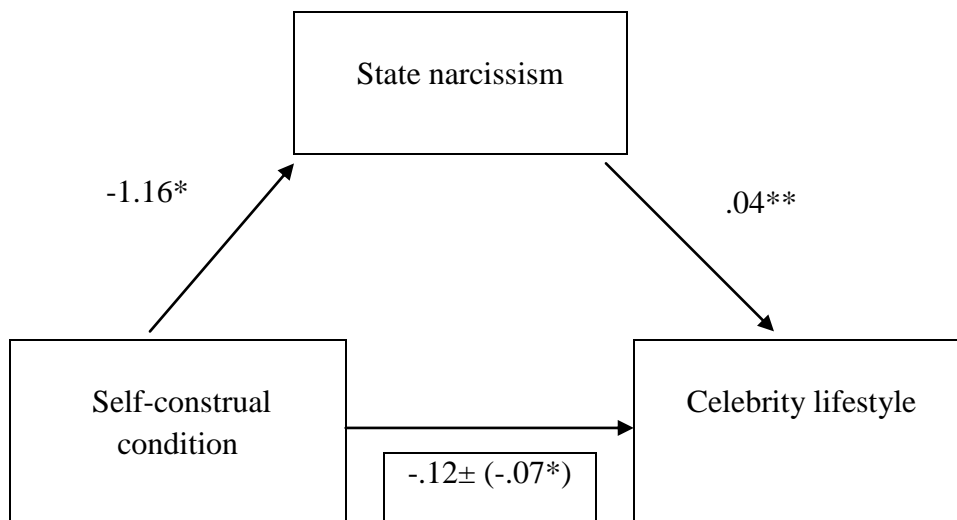 State narcissism
-1.16*
.04**
Self-construal
condition
Celebrity lifestyle
-.12± (-.07*)